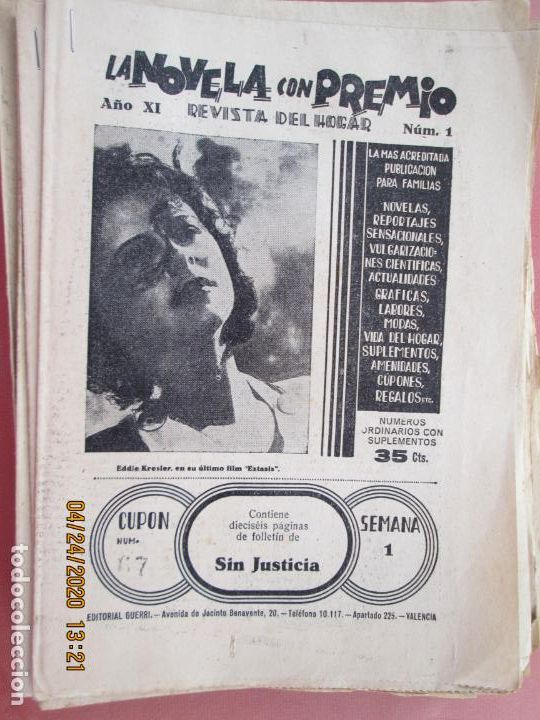 LA NOVELA CON PREMIO
Año XI
REVISTA DEL HOGAR
Núm. 1
LA MAS ACREDITADA
PUBLICACION
PARA FAMILIAS
NOVELAS,
REPORTAJES
SENSACIONALES,
VULGARIZACIO-
NES CIENTIFICAS,
ACTUALIDADES
GRAFICAS,
LABORES,
MODAS,
VIDA DEL HOGAR,
SUPLEMENTOS,
AMENIDADES,
CUPONES,
REGALOS ETC.
NUMEROS
ORDINARIOS CON
SUPLEMENTOS
35 Cts.
Eddie Kresler, en su último film "Extasis".
CUPON
NUM.
Contiene
dieciséis páginas
de folletín de
Sin Justicia
SEMANA
1
EDITORIAL GUERRI. — Avenida de Jacinto Benavente, 20. — Teléfono 10.117. — Apartado 225. — VALENCIA
04/24/2020 13:21
todocoleccion